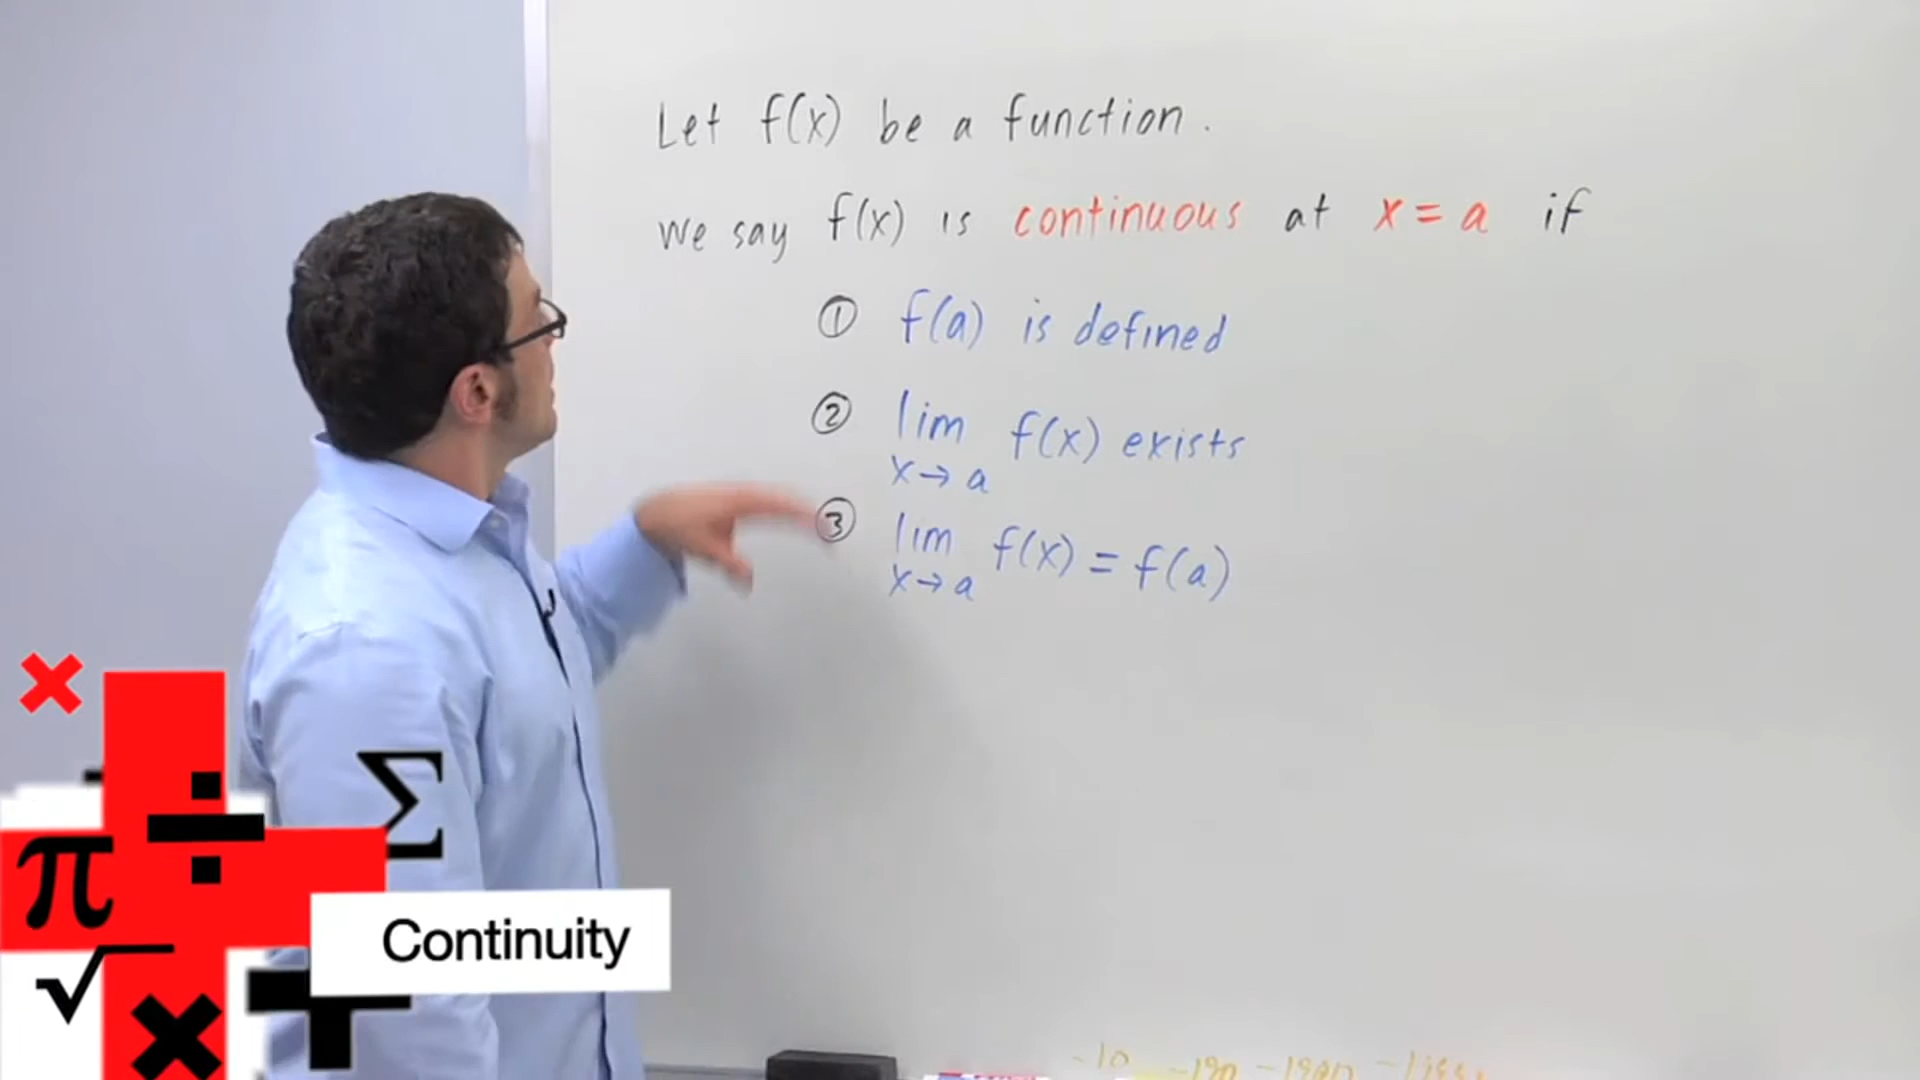 Let f(x) be a function.
We say f(x) is continuous at x = a if
① f(a) is defined
② lim f(x) exists
x→a
③ lim f(x) = f(a)
x→a
Σ
π ÷
Continuity
√